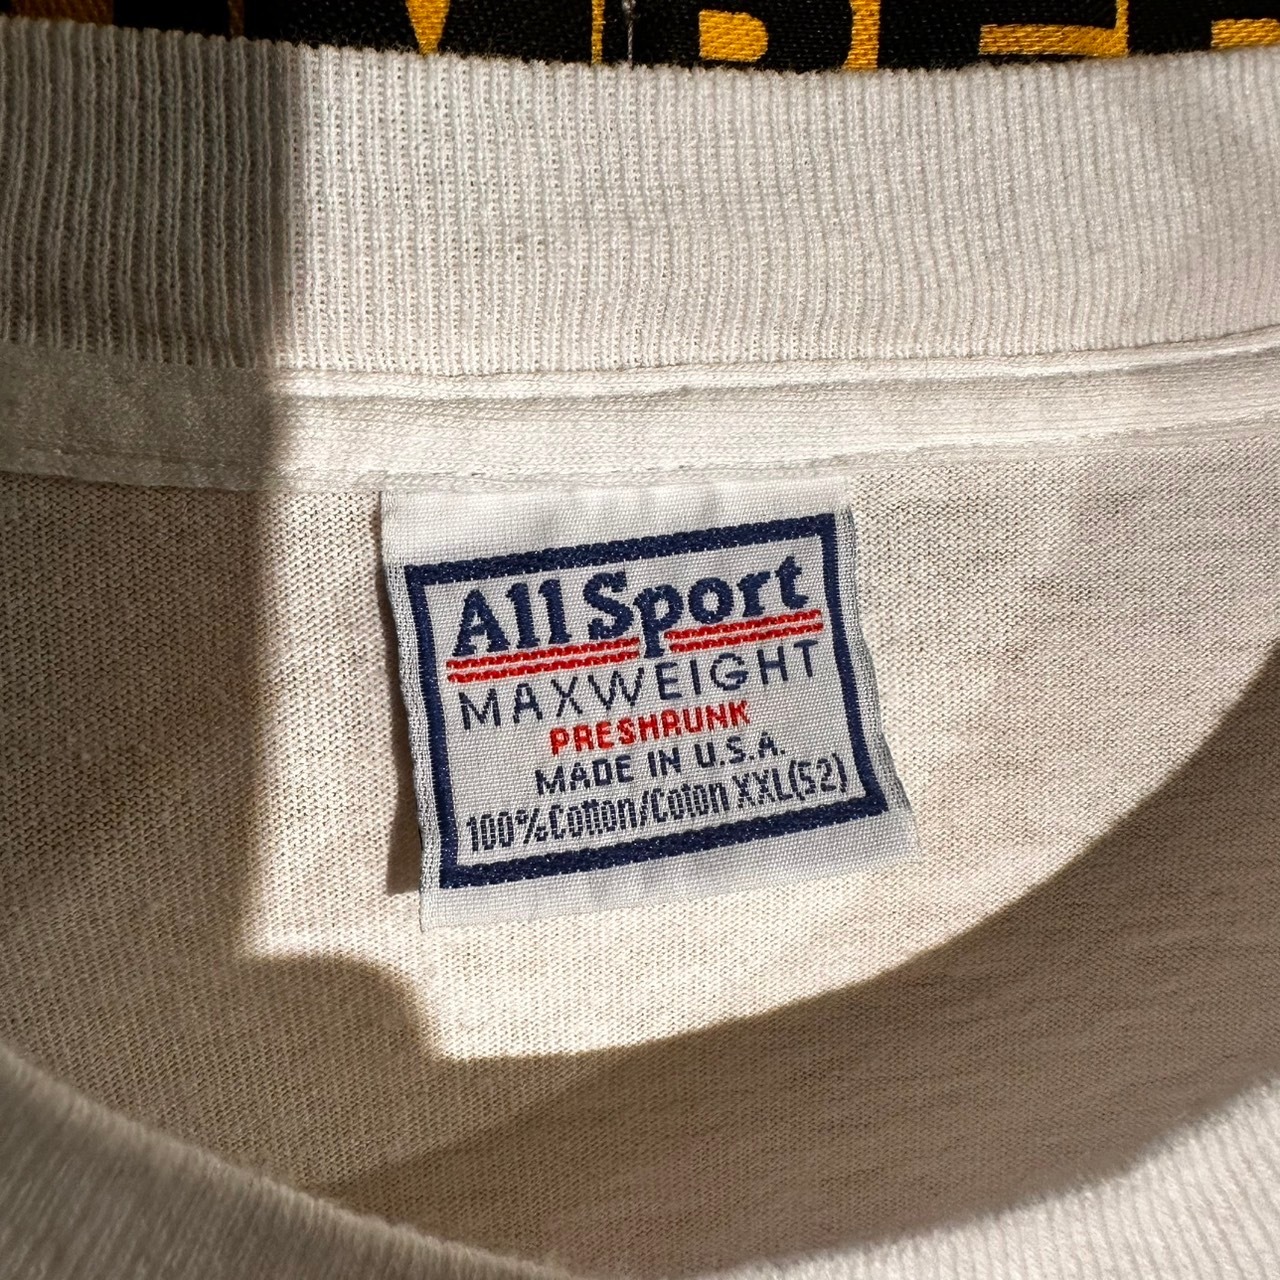 All Sport
MAXWEIGHT
PRESHRUNK
MADE IN U.S.A.
100% Cotton/Coton XXL(52)